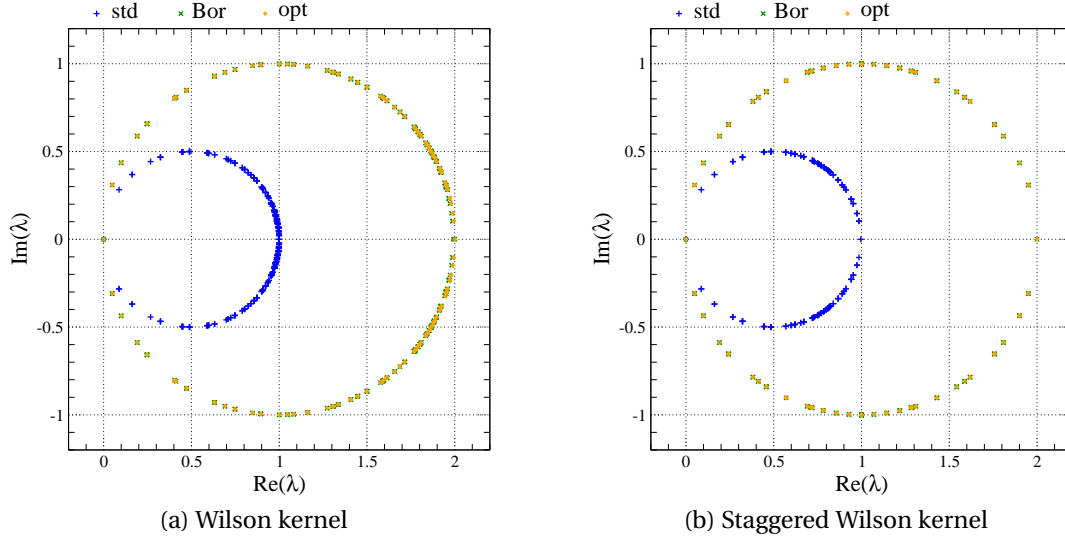 std Bor opt
1
0.5
0
-0.5
-1
Im(λ)
0 0.5 1 1.5 2
Re(λ)
(a) Wilson kernel
std Bor opt
1
0.5
0
-0.5
-1
Im(λ)
0 0.5 1 1.5 2
Re(λ)
(b) Staggered Wilson kernel